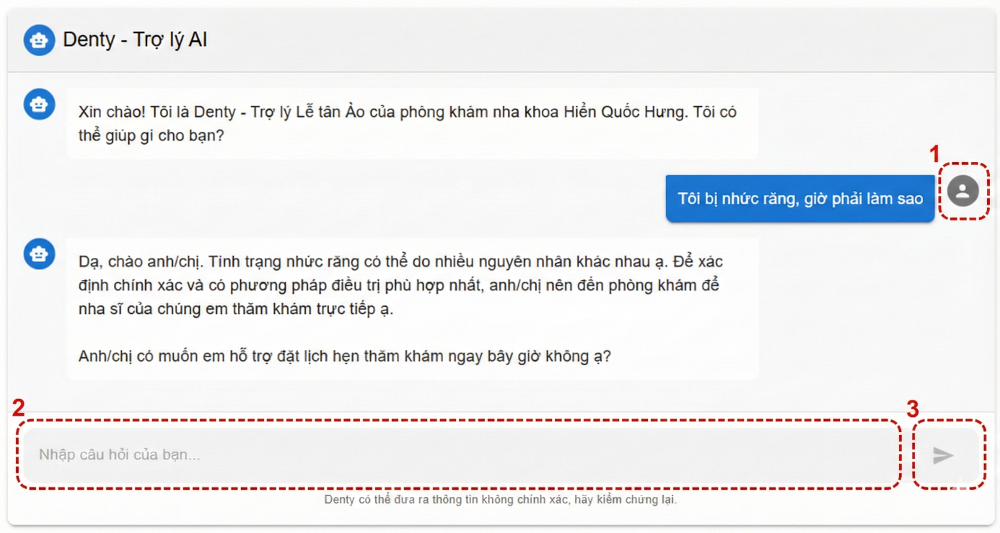 Denty - Trợ lý AI
Xin chào! Tôi là Denty - Trợ lý Lễ tân Ảo của phòng khám nha khoa Hiển Quốc Hưng. Tôi có
thể giúp gi cho bạn?
1
Tôi bị nhức răng, giờ phải làm sao
Dạ, chào anh/chị. Tình trạng nhức răng có thể do nhiều nguyên nhân khác nhau ạ. Để xác
định chính xác và có phương pháp điều trị phù hợp nhất, anh/chị nên đến phòng khám để
nha sĩ của chúng em thăm khám trực tiếp ạ.
Anh/chị có muốn em hỗ trợ đặt lịch hẹn thăm khám ngay bây giờ không ạ?
2
3
Nhập câu hỏi của bạn...
Denty có thể đưa ra thông tin không chính xác, hãy kiểm chứng lại.